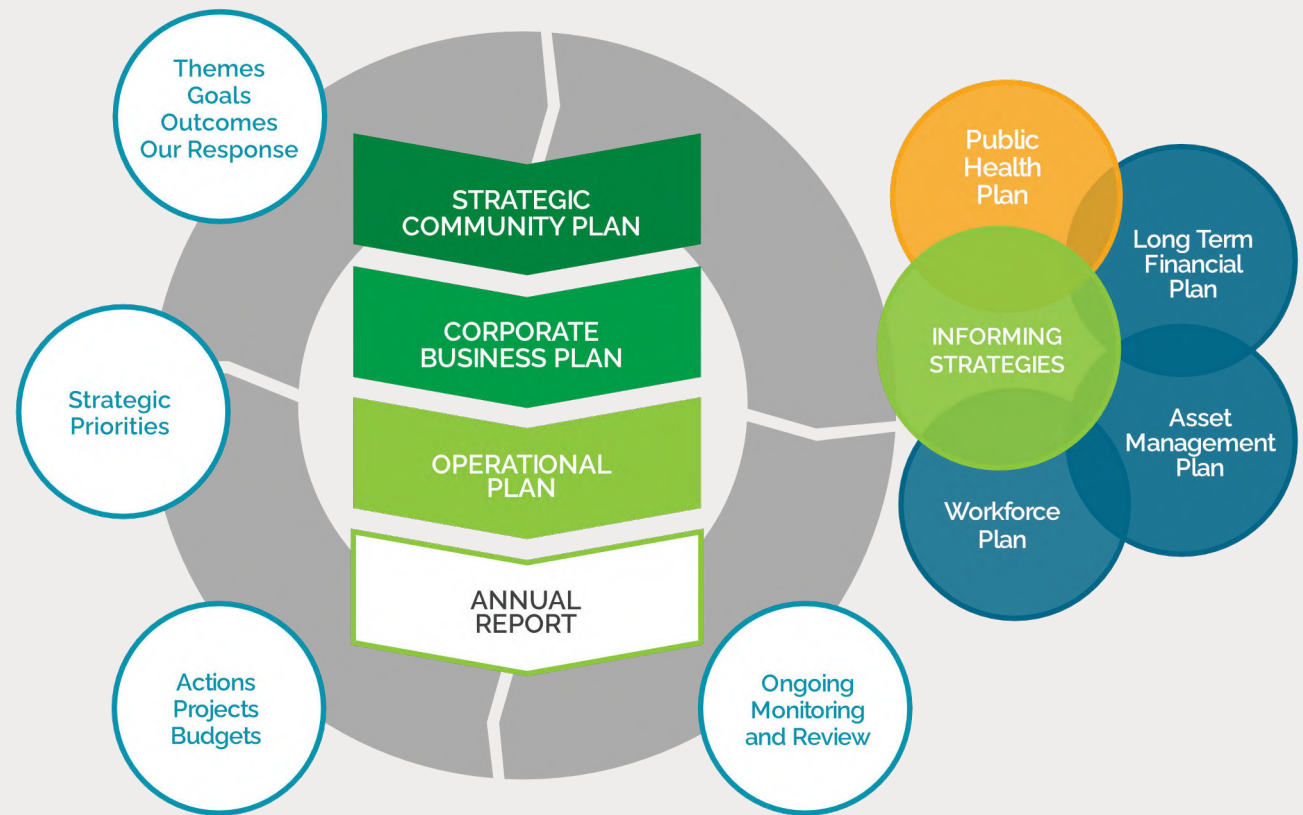 Themes
Goals
Outcomes
Our Response
Strategic
Priorities
Actions
Projects
Budgets
STRATEGIC
COMMUNITY PLAN
CORPORATE
BUSINESS PLAN
OPERATIONAL
PLAN
ANNUAL
REPORT
Ongoing
Monitoring
and Review
Public
Health
Plan
Long Term
Financial
Plan
INFORMING
STRATEGIES
Asset
Management
Plan
Workforce
Plan